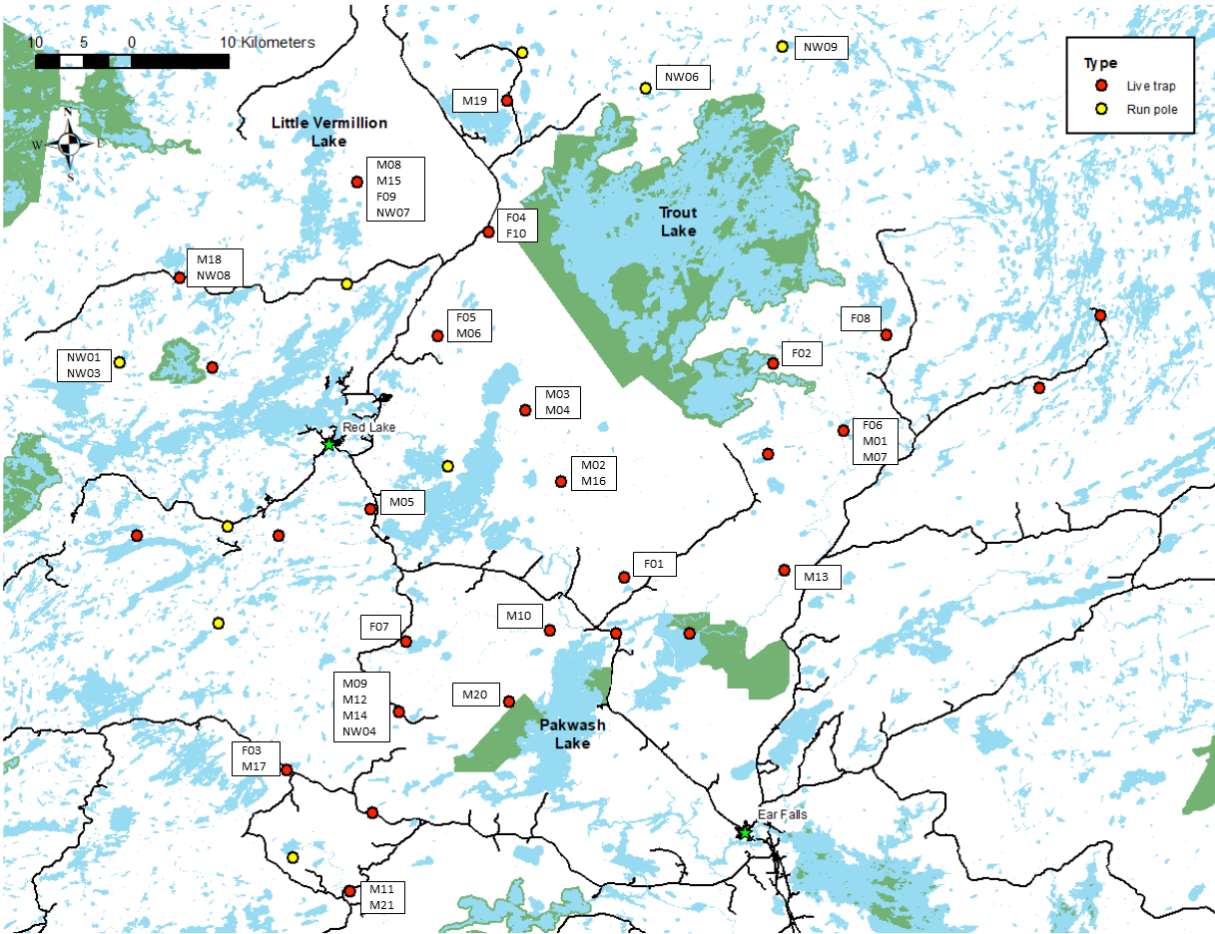 10 5 0 10 Kilometers
N
W E
S
NW09
NW06
Type
Live trap
Run pole
M19
Little Vermillion
Lake
M08
M15
F09
NW07
F04
F10
Trout
Lake
M18
NW08
F05
M06
F08
NW01
NW03
F02
M03
M04
Red Lake
F06
M01
M07
M02
M16
M05
F01
M13
M10
F07
M09
M12
M14
NW04
M20
Pakwash
Lake
F03
M17
Ear Falls
M11
M21